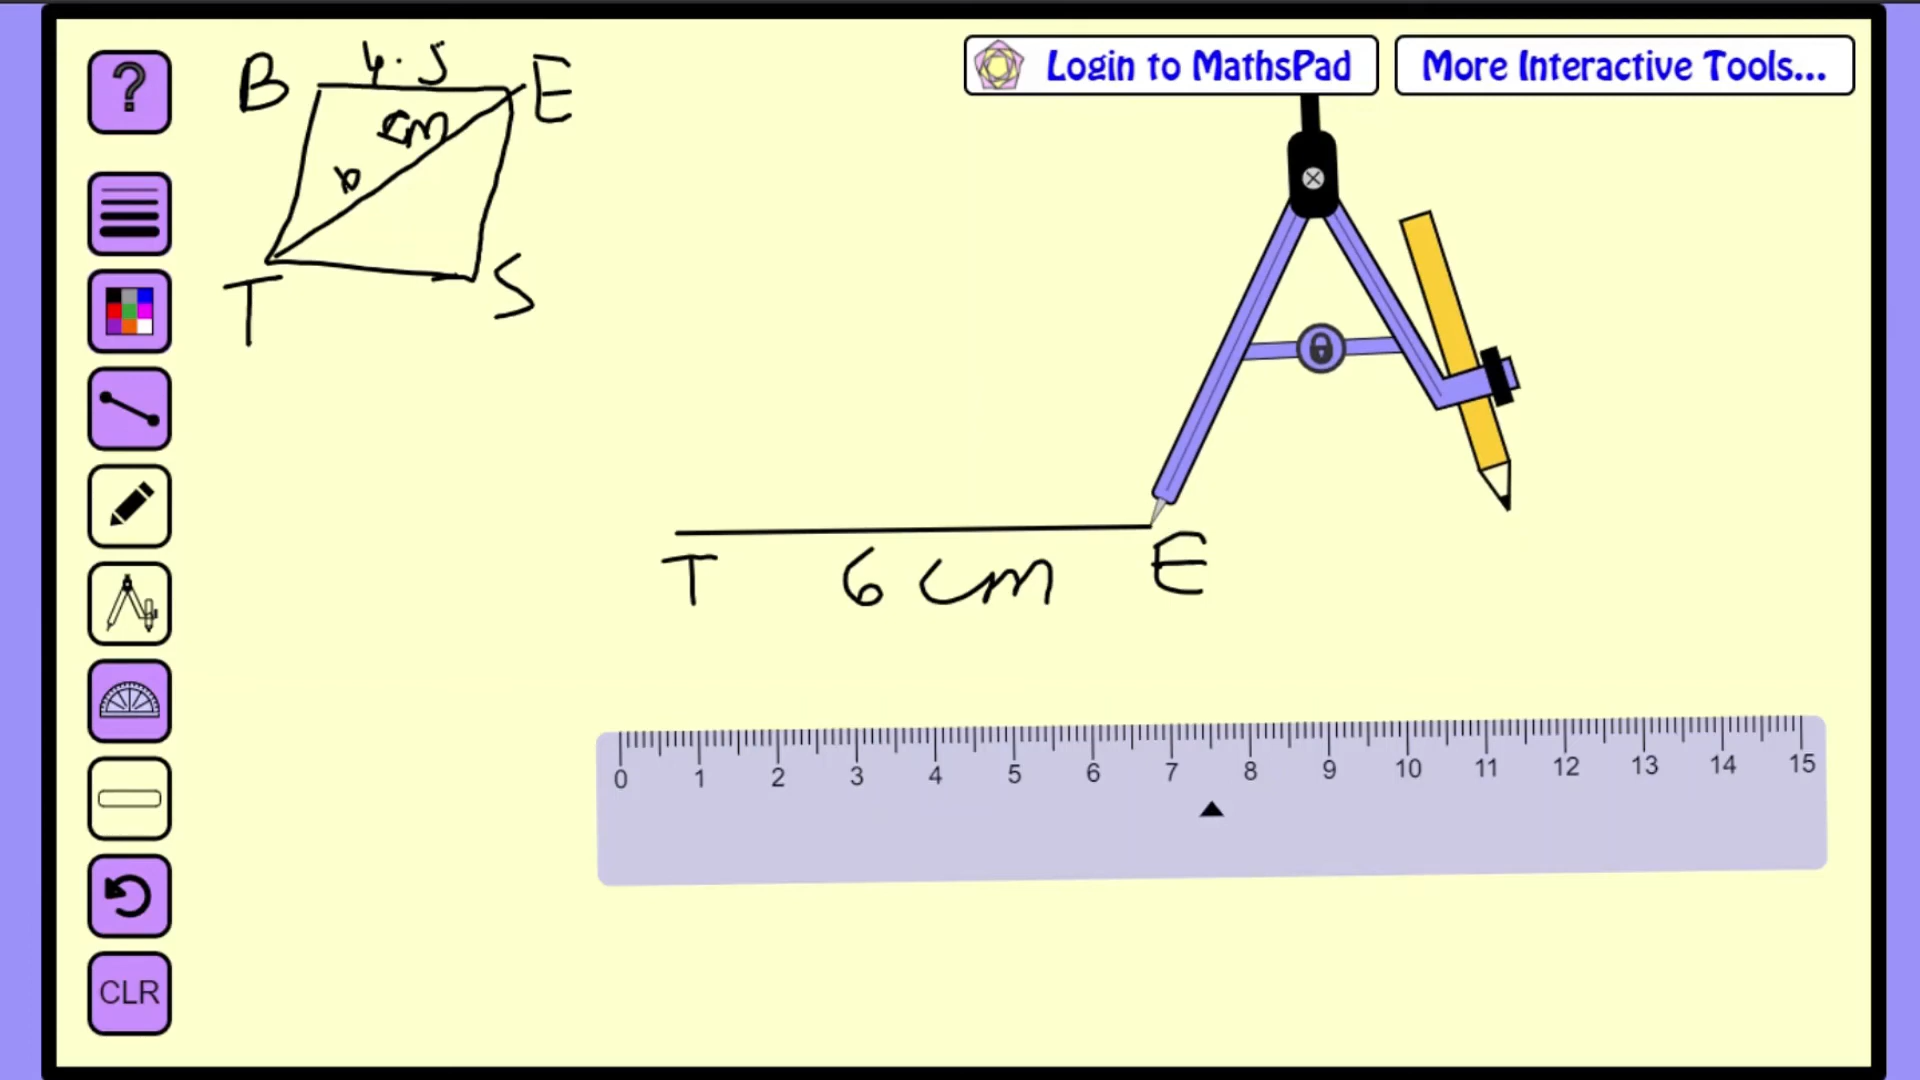 B 4.5 E
cm
6
T S
Login to MathsPad
More Interactive Tools...
T 6 cm E
0 1 2 3 4 5 6 7 8 9 10 11 12 13 14 15
?
CLR